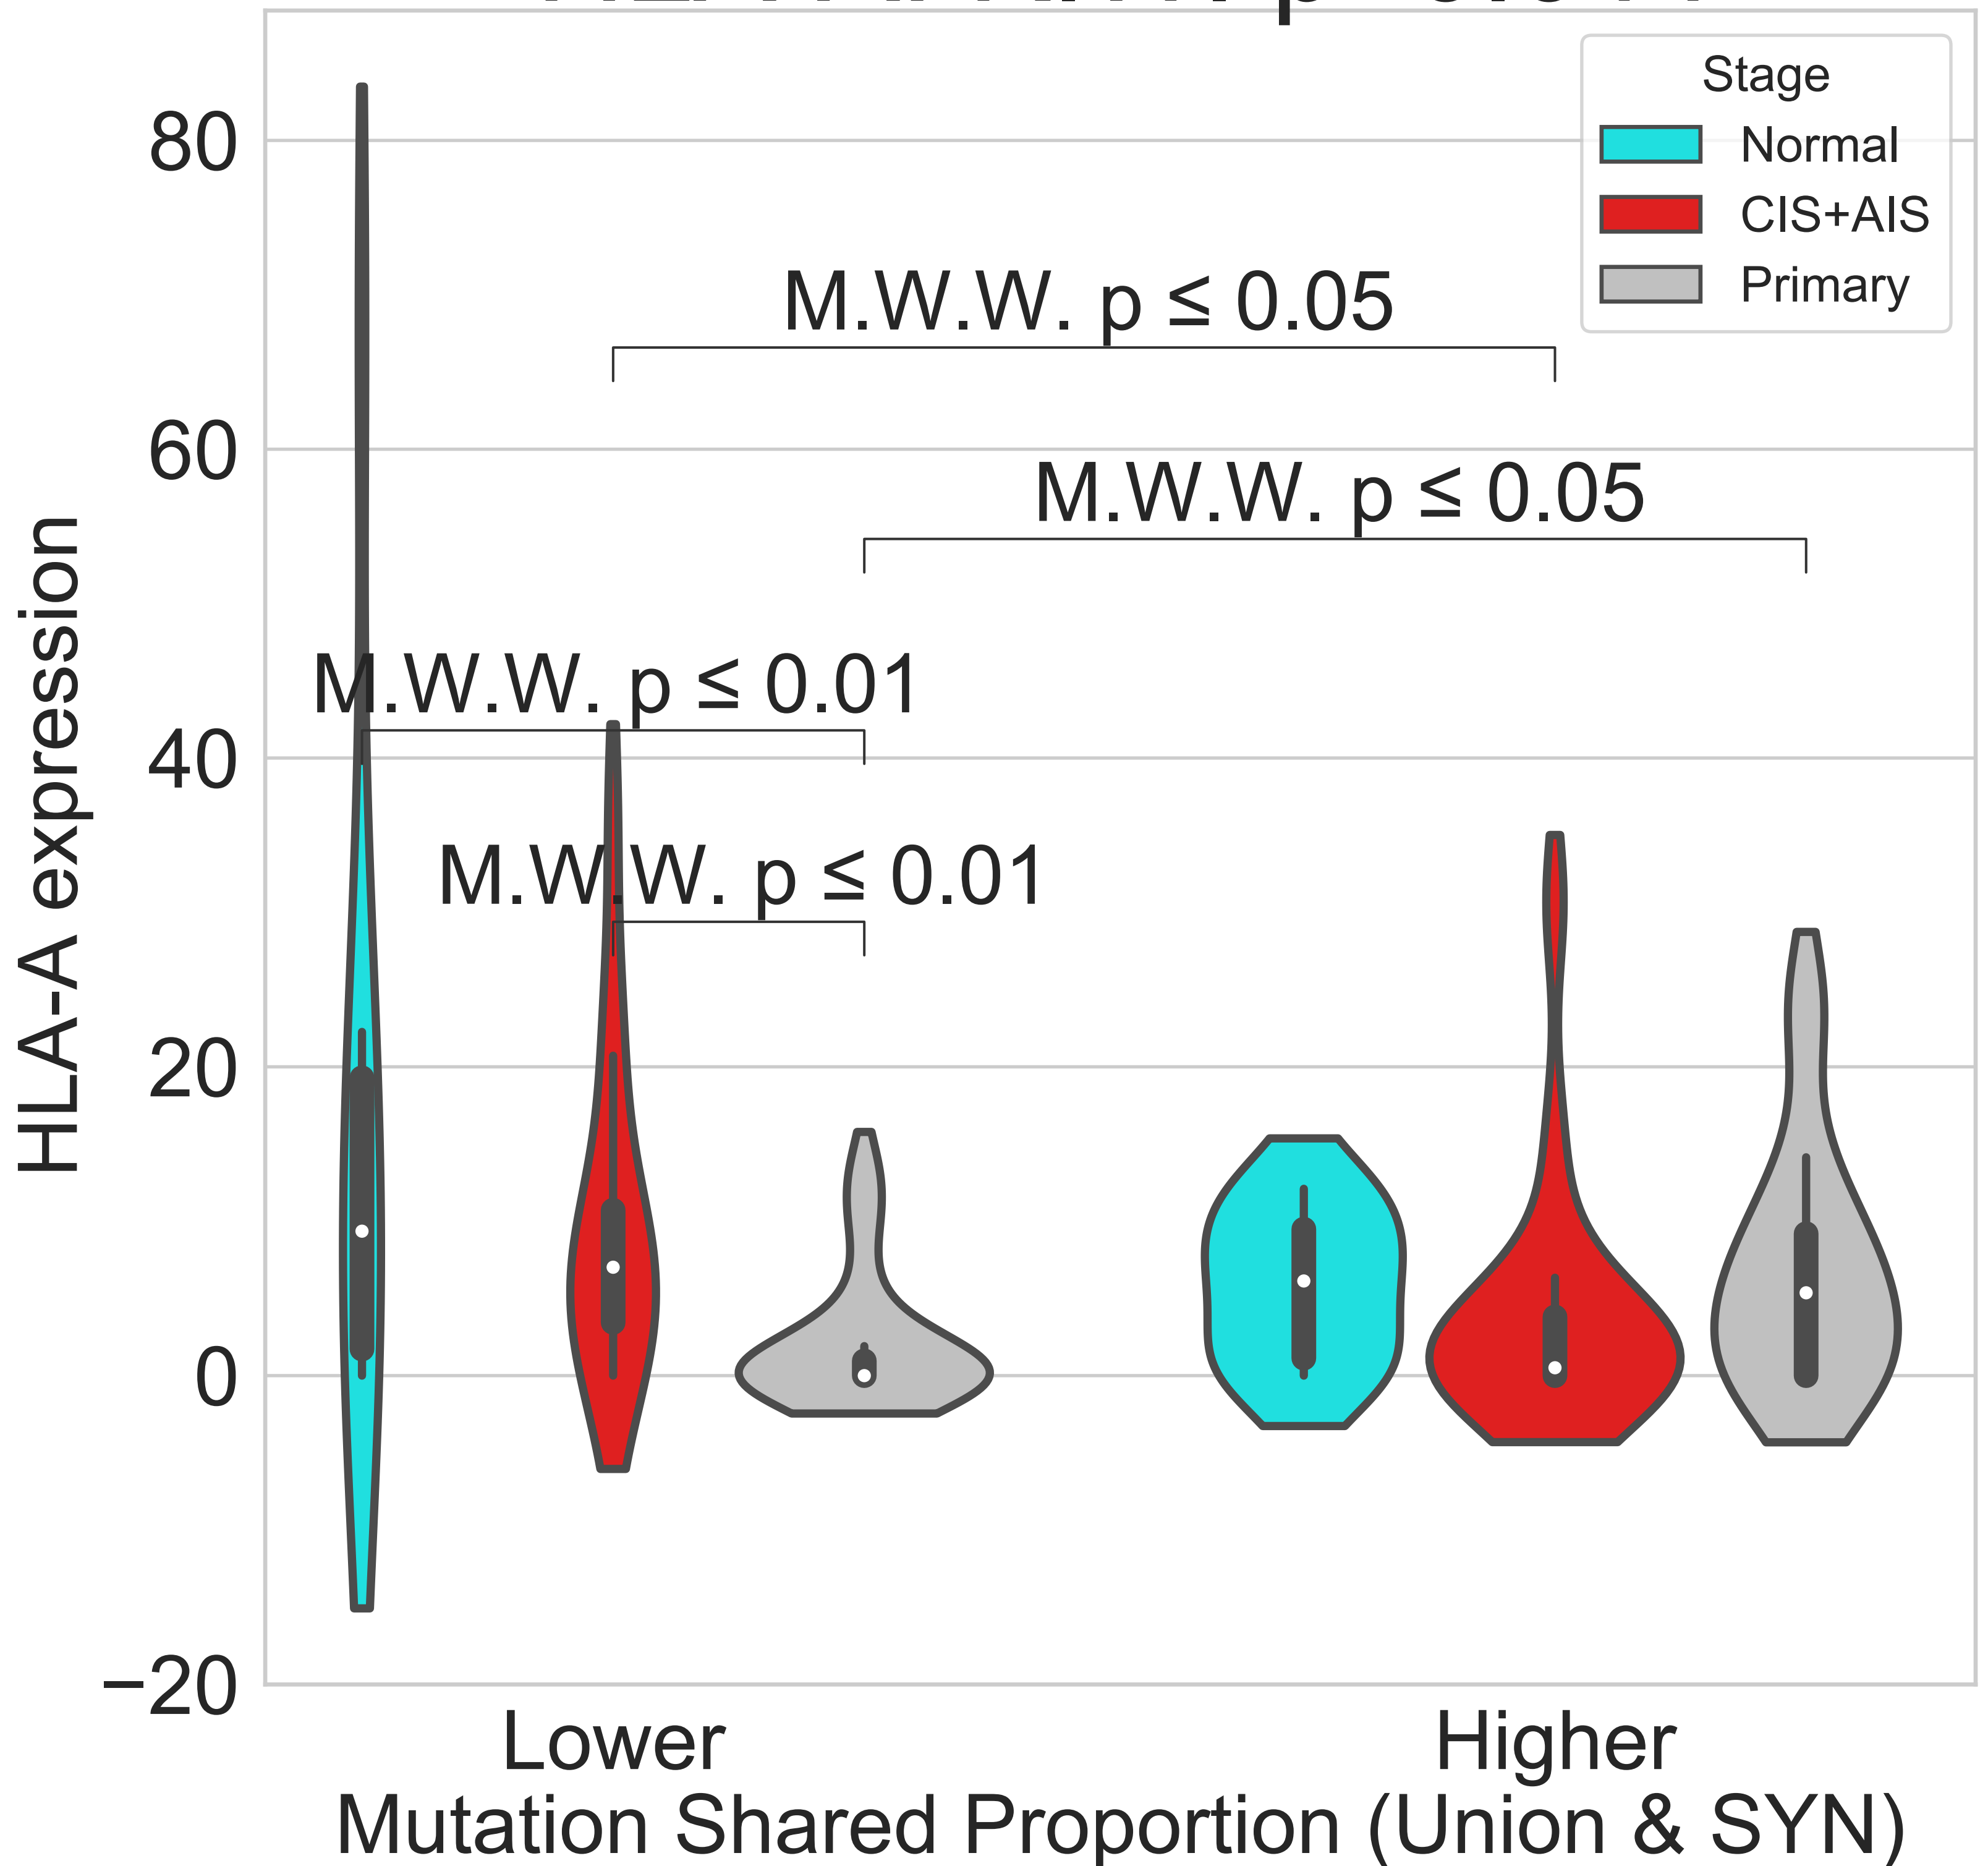 Stage
Normal
CIS+AIS
Primary
M.W.W. p ≤ 0.05
M.W.W. p ≤ 0.05
M.W.W. p ≤ 0.01
M.W.W. p ≤ 0.01
80
60
40
20
0
−20
HLA-A expression
Lower
Higher
Mutation Shared Proportion (Union & SYN)